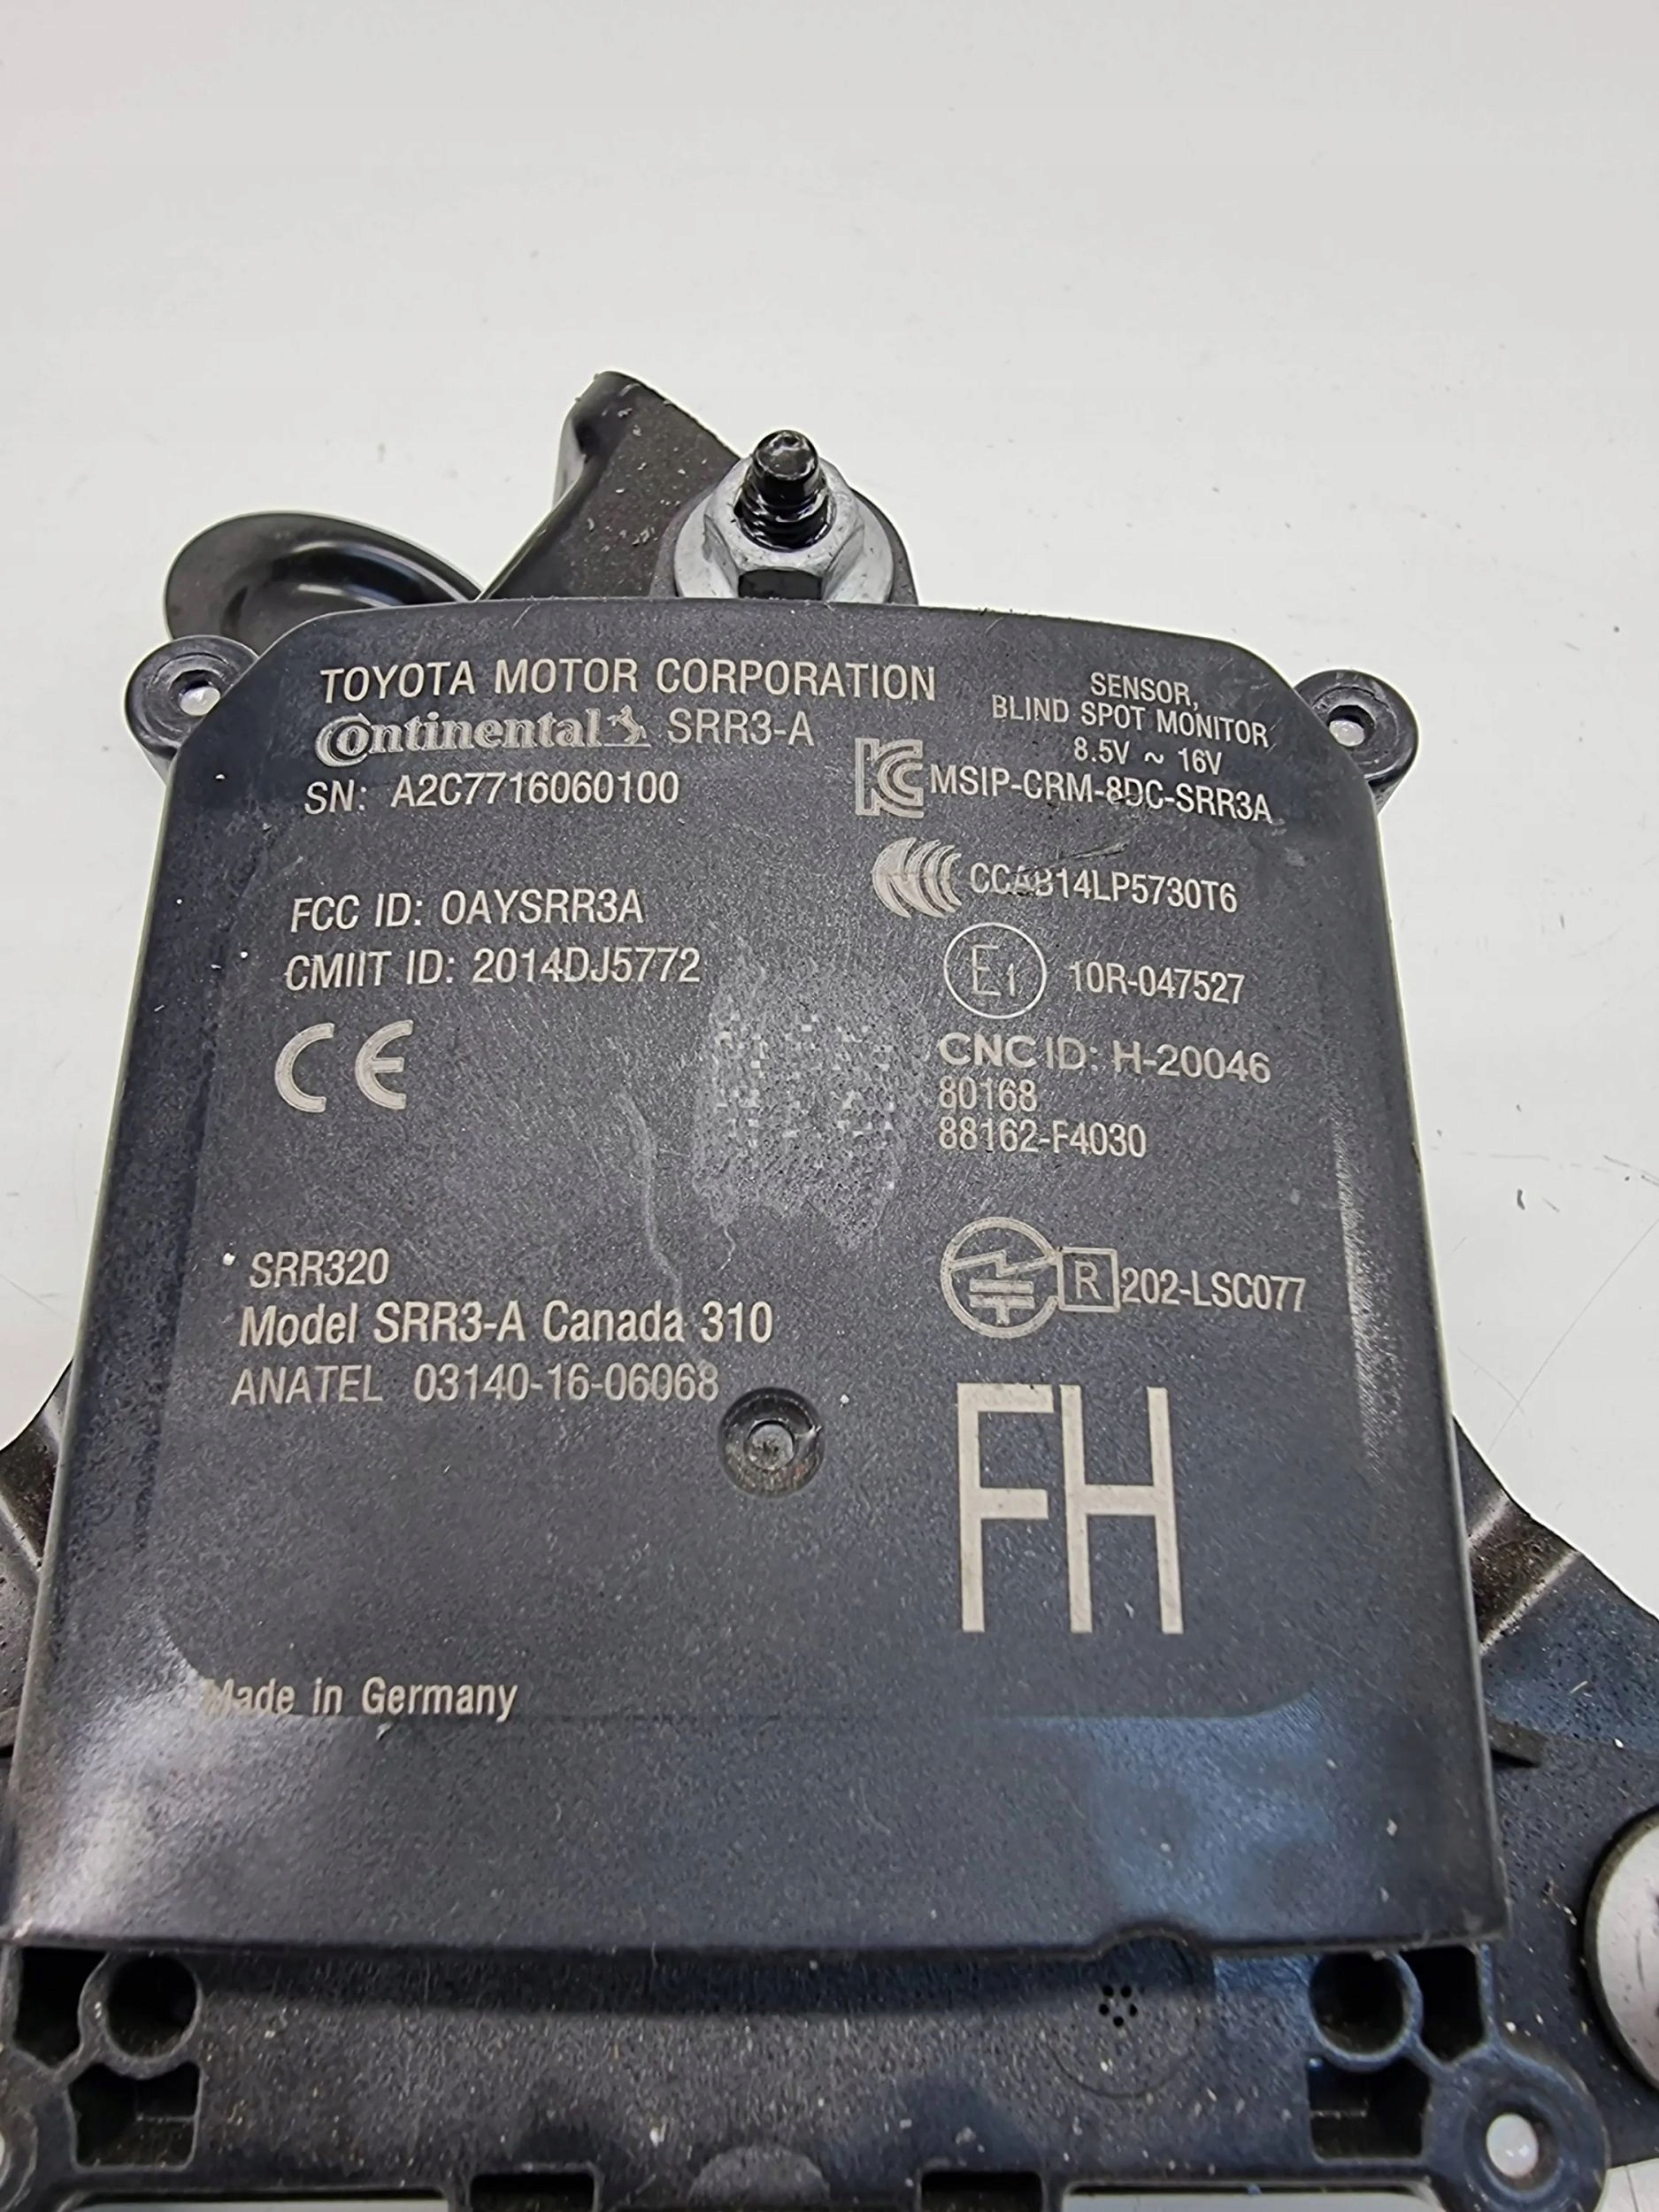 TOYOTA MOTOR CORPORATION
Continental SRR3-A
SN: A2C7716060100
SENSOR,
BLIND SPOT MONITOR
8.5V ~ 16V
MSIP-CRM-8DC-SRR3A
CCAB14LP5730T6
FCC ID: OAYSRR3A
CMIIT ID: 2014DJ5772
E1 10R-047527
CE
CNC ID: H-20046
80168
88162-F4030
SRR320
Model SRR3-A Canada 310
ANATEL 03140-16-06068
R 202-LSC077
FH
Made in Germany